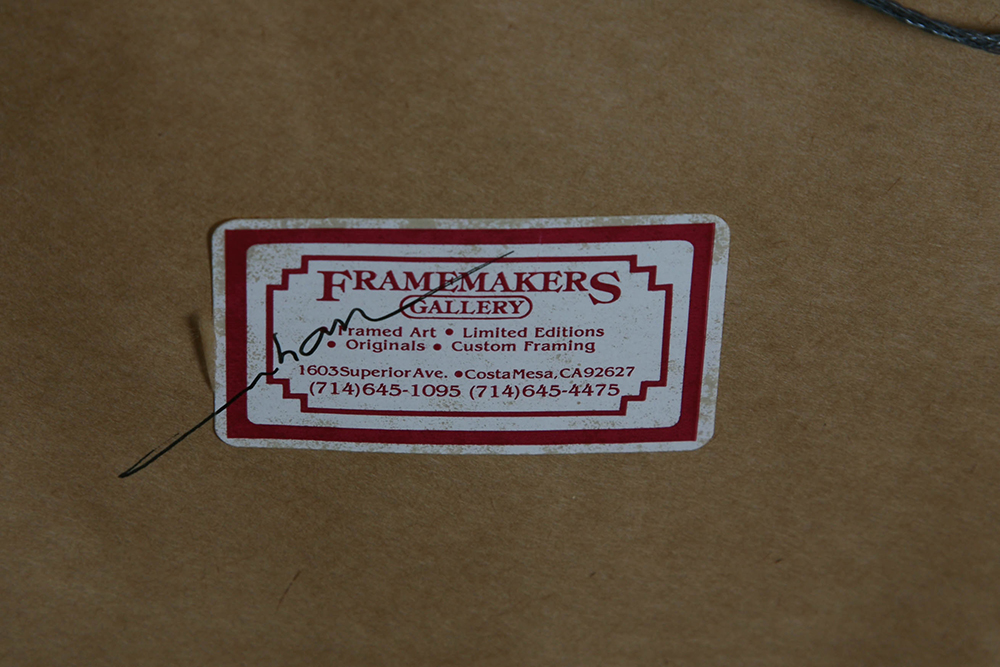 FRAMEMAKERS
GALLERY
Framed Art • Limited Editions
• Originals • Custom Framing
1603 Superior Ave. • Costa Mesa, CA 92627
(714)645-1095 (714)645-4475